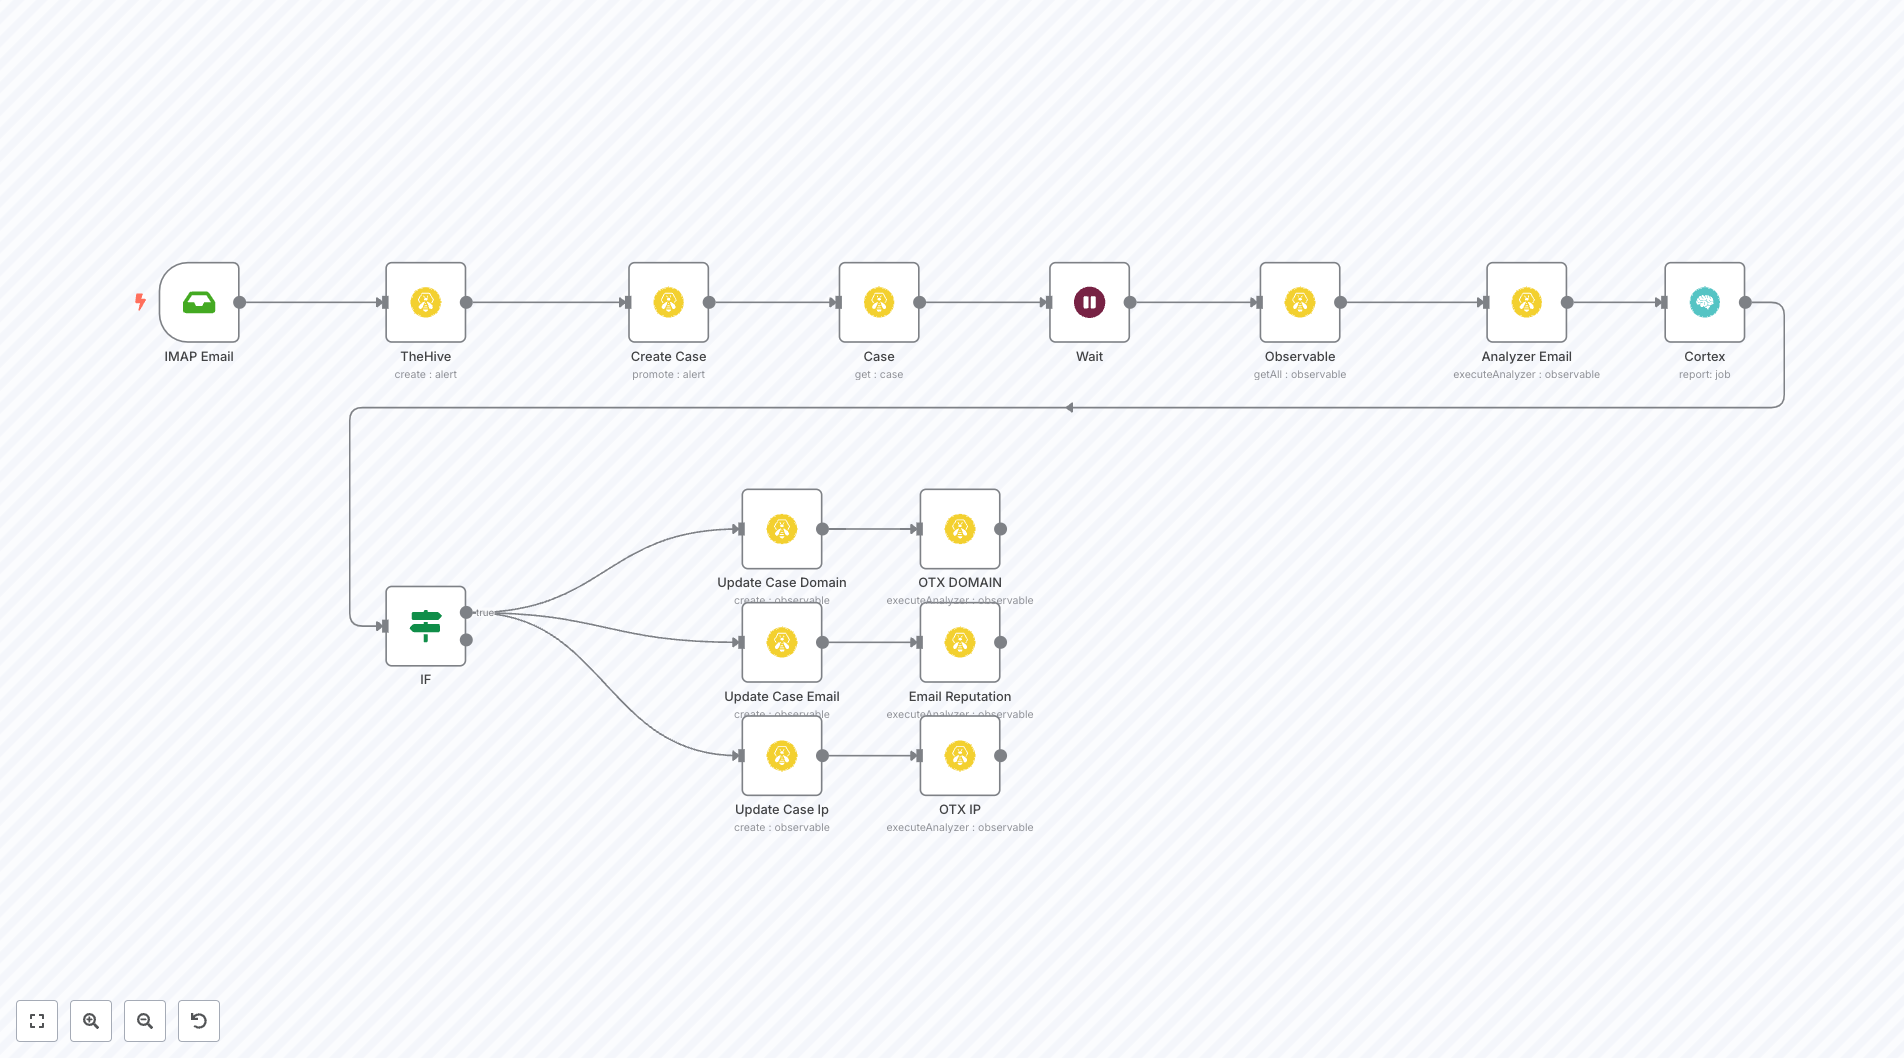 IMAP Email
TheHive
create : alert
Create Case
promote : alert
Case
get : case
Wait
Observable
getAll : observable
Analyzer Email
executeAnalyzer : observable
Cortex
report: job
IF
true
Update Case Domain
create : observable
OTX DOMAIN
executeAnalyzer : observable
Update Case Email
create : observable
Email Reputation
executeAnalyzer : observable
Update Case Ip
create : observable
OTX IP
executeAnalyzer : observable